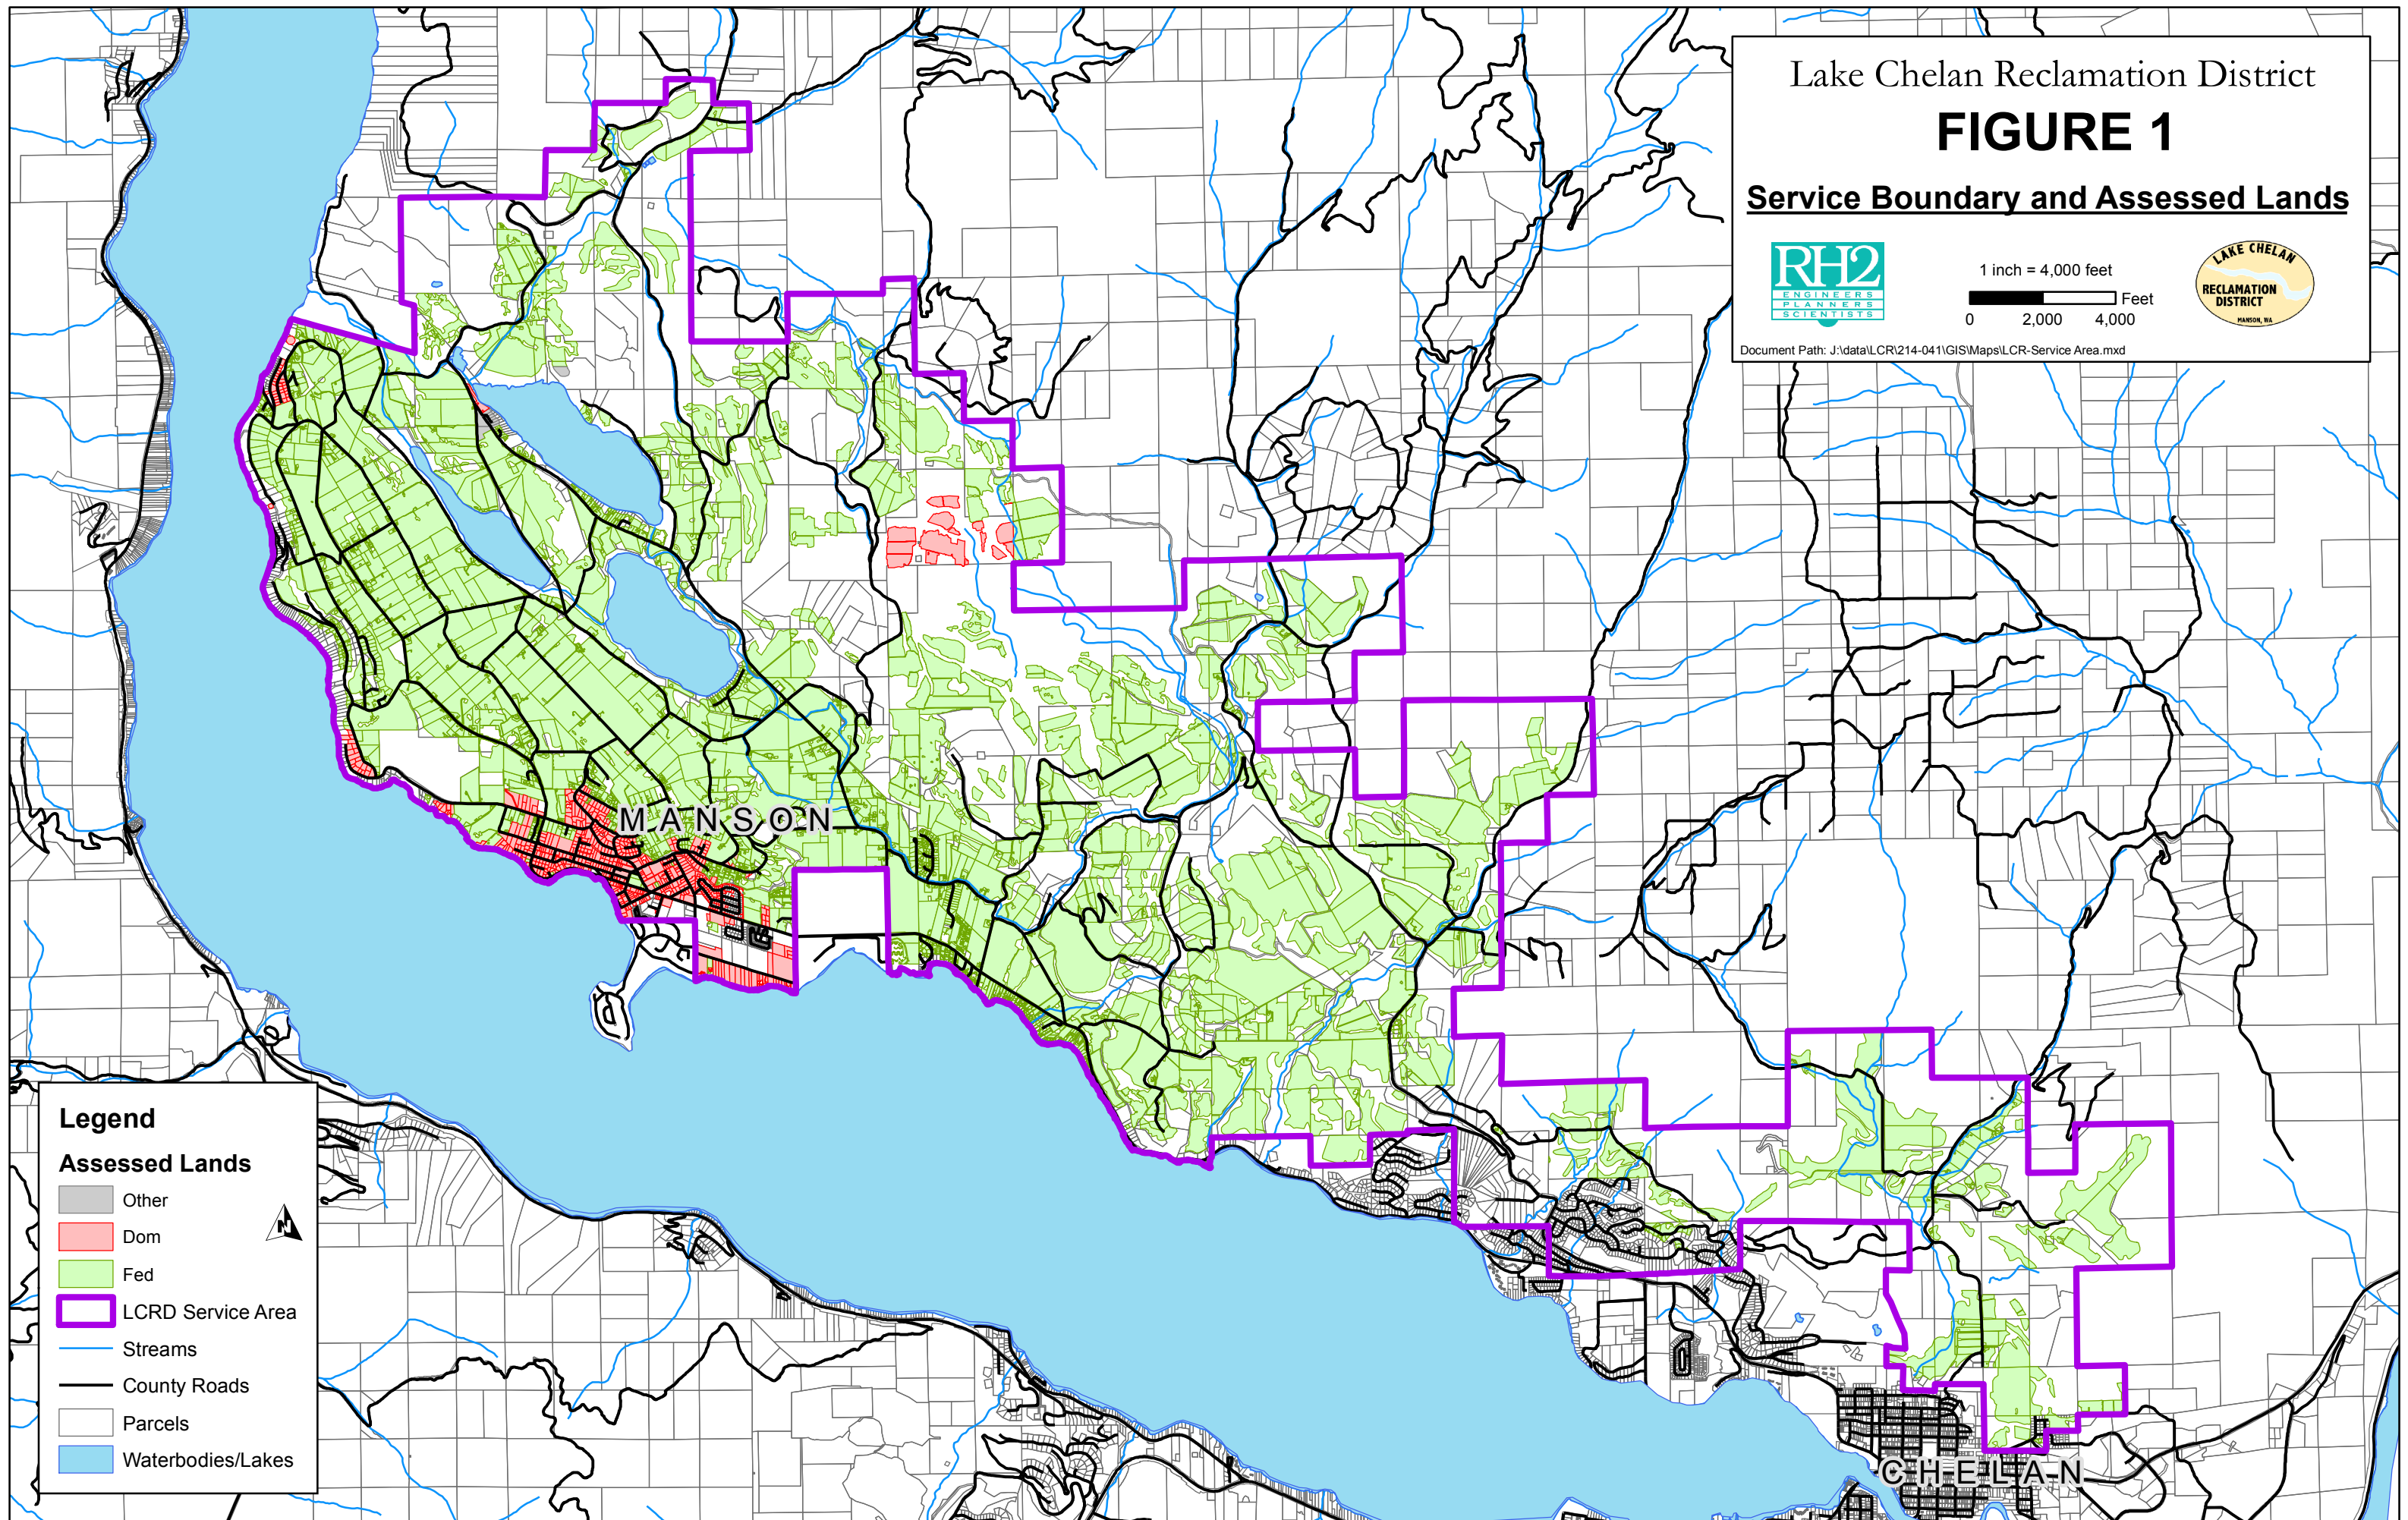 Lake Chelan Reclamation District
FIGURE 1
Service Boundary and Assessed Lands
RH2
ENGINEERS
PLANNERS
SCIENTISTS
1 inch = 4,000 feet
Feet
0 2,000 4,000
LAKE CHELAN
RECLAMATION
DISTRICT
MANSON, WA
Document Path: J:\data\LCR\214-041\GIS\Maps\LCR-Service Area.mxd
MANSON
Legend
Assessed Lands
Other
Dom
Fed
LCRD Service Area
Streams
County Roads
Parcels
Waterbodies/Lakes
N
CHELAN